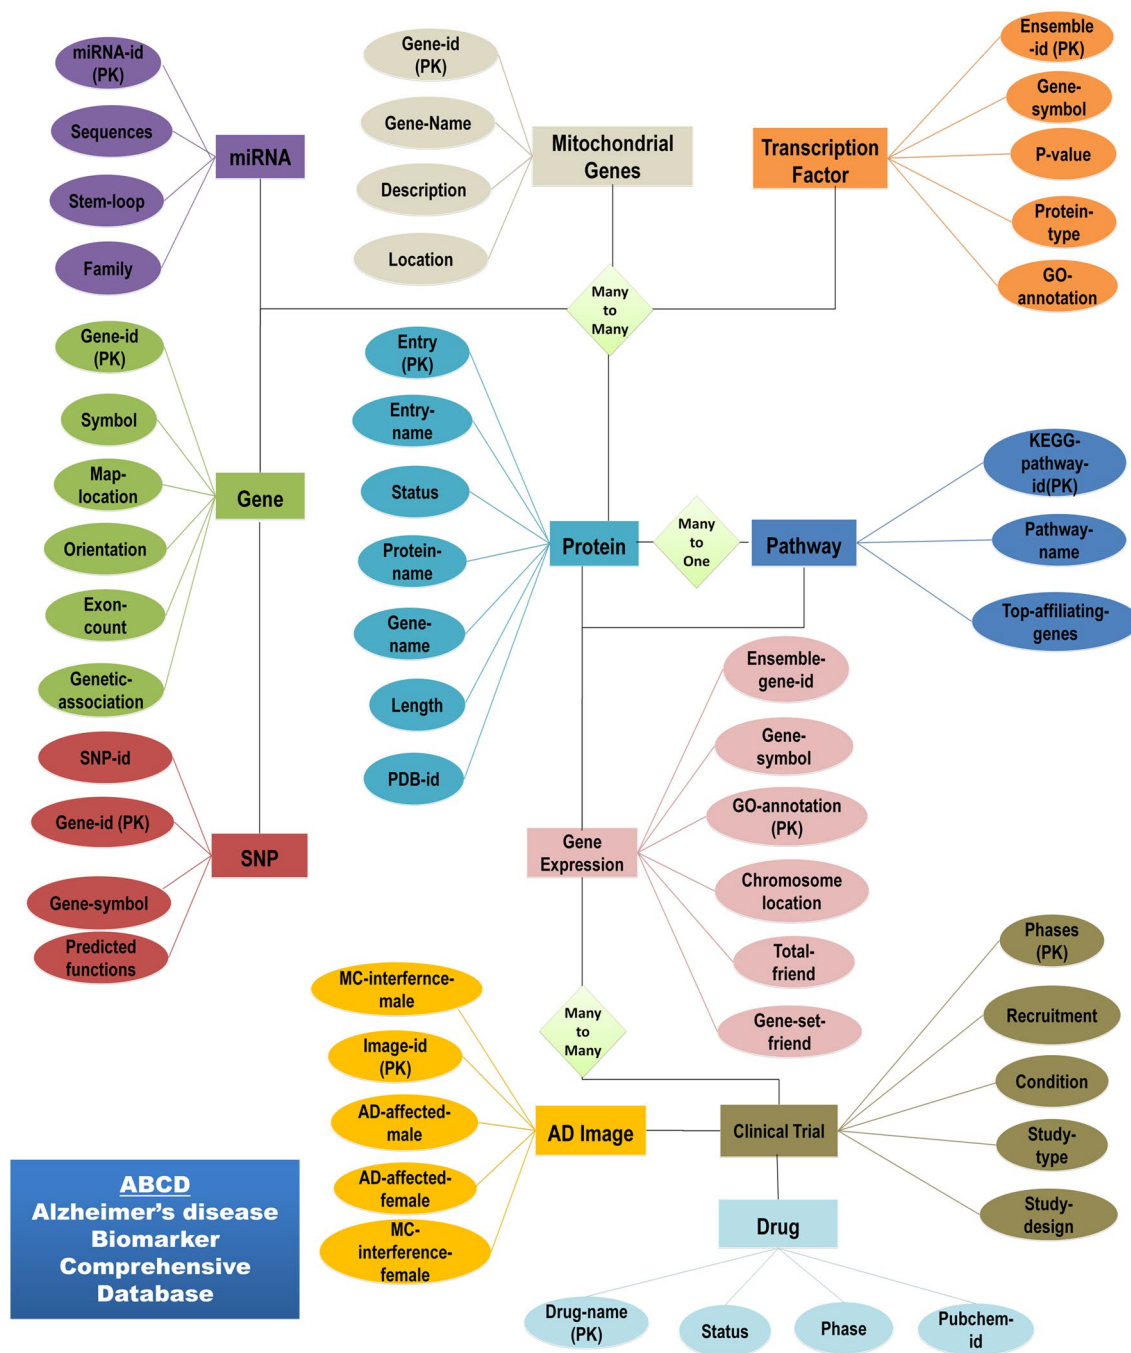 miRNA-id
(PK)
Sequences
Stem-loop
Family
miRNA
Gene-id
(PK)
Gene-Name
Description
Location
Mitochondrial
Genes
Transcription
Factor
Ensemble
-id (PK)
Gene-
symbol
P-value
Protein-
type
GO-
annotation
Many
to
Many
Gene-id
(PK)
Symbol
Map-
location
Orientation
Exon-
count
Genetic-
association
Gene
Entry
(PK)
Entry-
name
Status
Protein-
name
Gene-
name
Length
PDB-id
Protein
Many
to
One
Pathway
KEGG-
pathway-
id(PK)
Pathway-
name
Top-affiliating-
genes
SNP-id
Gene-id (PK)
Gene-symbol
Predicted
functions
SNP
Gene
Expression
Ensemble-
gene-id
Gene-
symbol
GO-annotation
(PK)
Chromosome
location
Total-
friend
Gene-set-
friend
Many
to
Many
MC-interfernce-
male
Image-id
(PK)
AD-affected-
male
AD-affected-
female
MC-
interference-
female
AD Image
Clinical Trial
Phases
(PK)
Recruitment
Condition
Study-
type
Study-
design
Drug
Drug-name
(PK)
Status
Phase
Pubchem-
id
ABCD
Alzheimer's disease
Biomarker
Comprehensive
Database